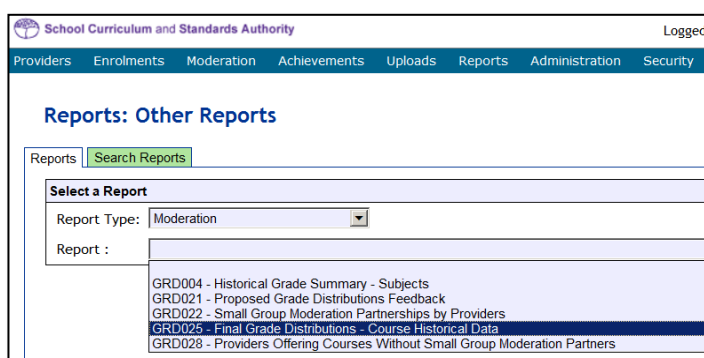 School Curriculum and Standards Authority Logged
Providers Enrolments Moderation Achievements Uploads Reports Administration Security
Reports: Other Reports
Reports Search Reports
Select a Report
Report Type: Moderation
Report :
GRD004 - Historical Grade Summary - Subjects
GRD021 - Proposed Grade Distributions Feedback
GRD022 - Small Group Moderation Partnerships by Providers
GRD025 - Final Grade Distributions - Course Historical Data
GRD028 - Providers Offering Courses Without Small Group Moderation Partners